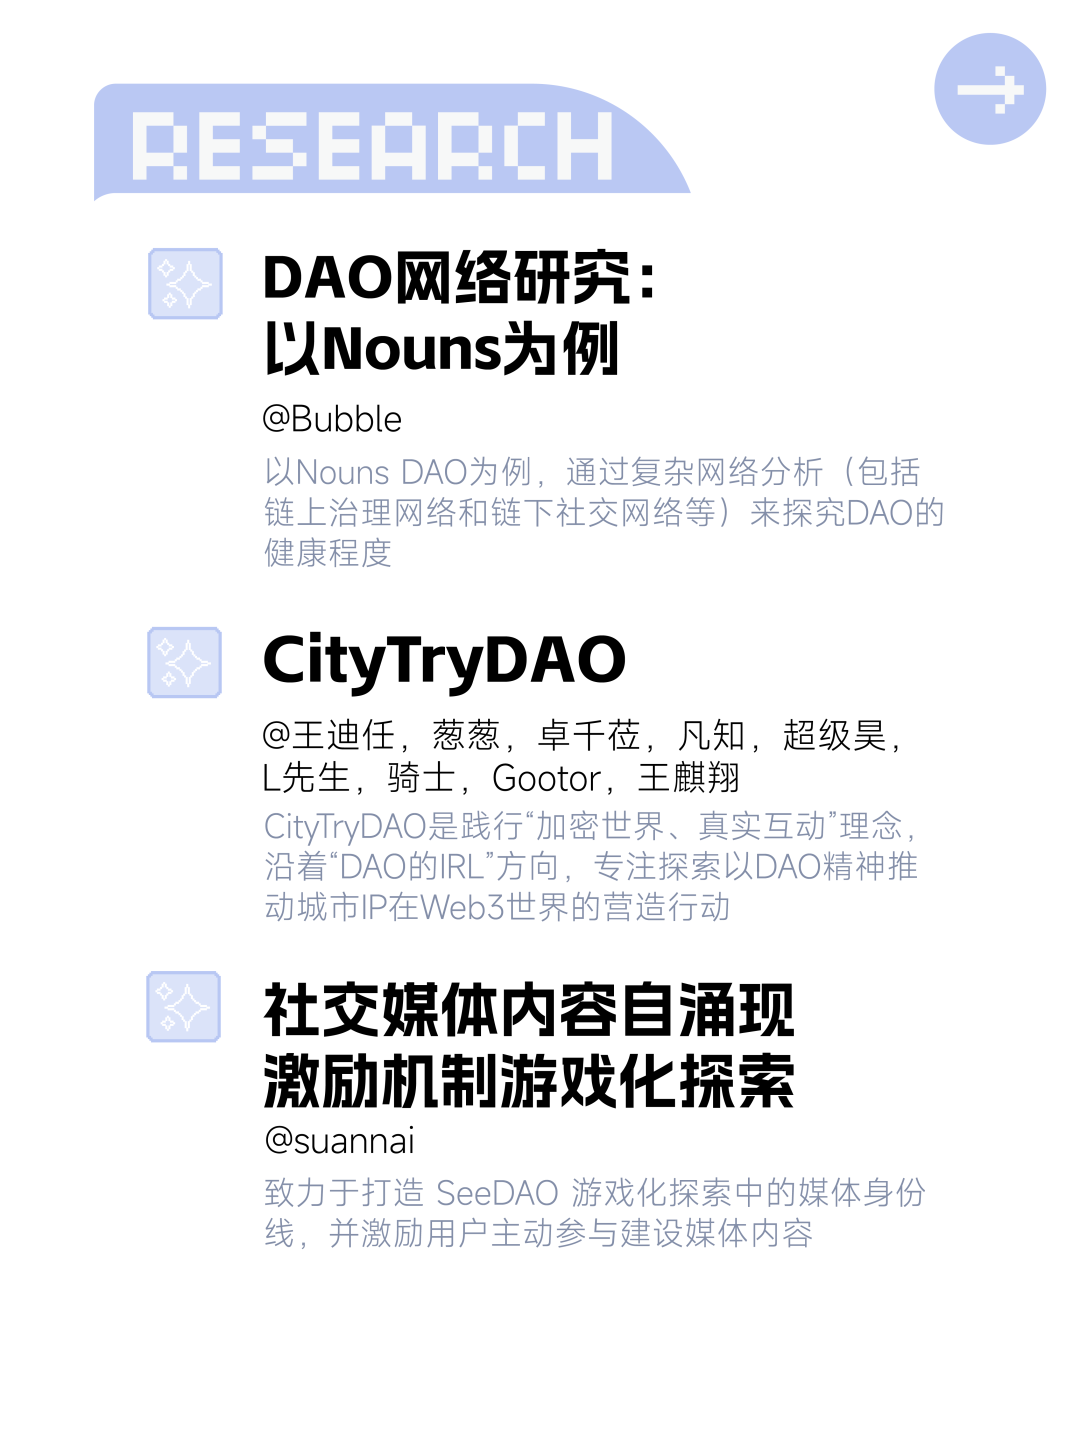 RESEARCH
DAO网络研究：
以Nouns为例
@Bubble
以Nouns DAO为例，通过复杂网络分析（包括
链上治理网络和链下社交网络等）来探究DAO的
健康程度
CityTryDAO
@王迪任，葱葱，卓千莅，凡知，超级昊，
L先生，骑士，Gootor，王麒翔
CityTryDAO是践行“加密世界、真实互动”理念，
沿着“DAO的IRL”方向，专注探索以DAO精神推
动城市IP在Web3世界的营造行动
社交媒体内容自涌现
激励机制游戏化探索
@suannai
致力于打造 SeeDAO 游戏化探索中的媒体身份
线，并激励用户主动参与建设媒体内容